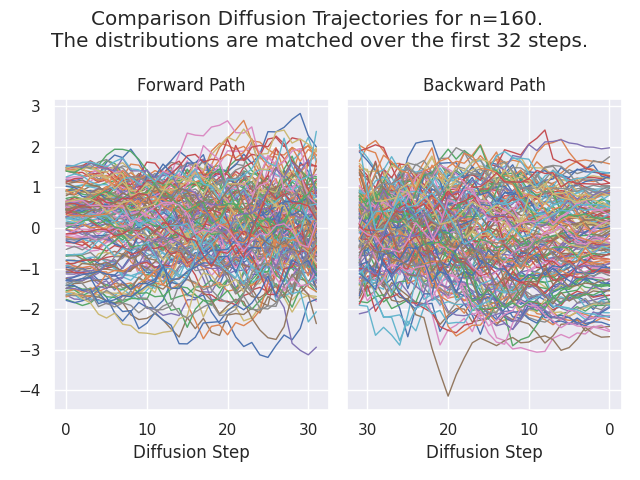 Comparison Diffusion Trajectories for n=160.
The distributions are matched over the first 32 steps.
Forward Path
Backward Path
3
2
1
0
−1
−2
−3
−4
0 10 20 30
30 20 10 0
Diffusion Step
Diffusion Step